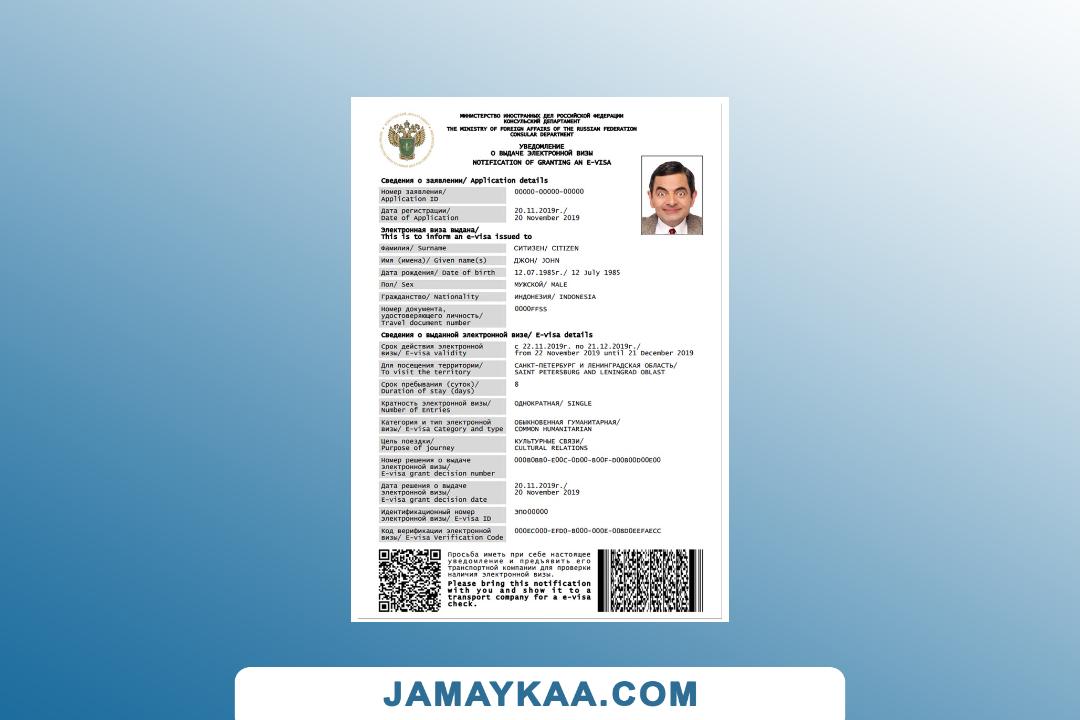 МИНИСТЕРСТВО ИНОСТРАННЫХ ДЕЛ РОССИЙСКОЙ ФЕДЕРАЦИИ
КОНСУЛЬСКИЙ ДЕПАРТАМЕНТ
THE MINISTRY OF FOREIGN AFFAIRS OF THE RUSSIAN FEDERATION
CONSULAR DEPARTMENT
УВЕДОМЛЕНИЕ
О ВЫДАЧЕ ЭЛЕКТРОННОЙ ВИЗЫ
NOTIFICATION OF GRANTING AN E-VISA
Сведения о заявлении/ Application details
Номер заявления/
Application ID
00000-00000-00000
Дата регистрации/
Date of Application
20.11.2019г./
20 November 2019
Электронная виза выдана/
This is to inform an e-visa issued to
Фамилия/ Surname
СИТИЗЕН/ CITIZEN
Имя (имена)/ Given name(s)
ДЖОН/ JOHN
Дата рождения/ Date of birth
12.07.1985г./ 12 July 1985
Пол/ Sex
МУЖСКОЙ/ MALE
Гражданство/ Nationality
ИНДОНЕЗИЯ/ INDONESIA
Номер документа,
удостоверяющего личность/
Travel document number
0000FFSS
Сведения о выданной электронной визе/ E-visa details
Срок действия электронной
визы/ E-visa validity
с 22.11.2019г. по 21.12.2019г./
from 22 November 2019 until 21 December 2019
Для посещения территории/
To visit the territory
САНКТ-ПЕТЕРБУРГ И ЛЕНИНГРАДСКАЯ ОБЛАСТЬ/
SAINT PETERSBURG AND LENINGRAD OBLAST
Срок пребывания (суток)/
Duration of stay (days)
8
Кратность электронной визы/
Number of Entries
ОДНОКРАТНАЯ/ SINGLE
Категория и тип электронной
визы/ E-visa Category and type
ОБЫКНОВЕННАЯ ГУМАНИТАРНАЯ/
COMMON HUMANITARIAN
Цель поездки/
Purpose of journey
КУЛЬТУРНЫЕ СВЯЗИ/
CULTURAL RELATIONS
Номер решения о выдаче
электронной визы/
E-visa grant decision number
000B0BB0-E00C-0D00-B00F-D00B00D00E00
Дата решения о выдаче
электронной визы/
E-visa grant decision date
20.11.2019г./
20 November 2019
Идентификационный номер
электронной визы/ E-visa ID
ЭПD00000
Код верификации электронной
визы/ E-visa Verification Code
000EC000-EFD0-B000-000E-00BD0EEFAECC
Просьба иметь при себе настоящее
уведомление и предъявить его
транспортной компании для проверки
наличия электронной визы.
Please bring this notification
with you and show it to a
transport company for a e-visa
check.
JAMAYKAA.COM